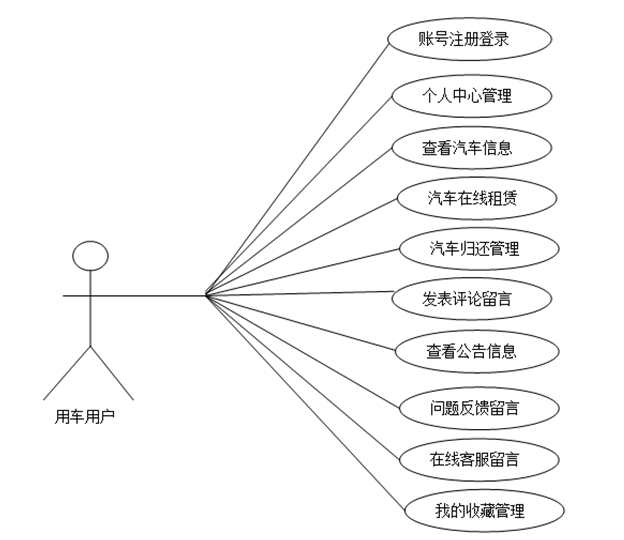 账号注册登录
个人中心管理
查看汽车信息
汽车在线租赁
汽车归还管理
发表评论留言
查看公告信息
问题反馈留言
在线客服留言
我的收藏管理
用车用户